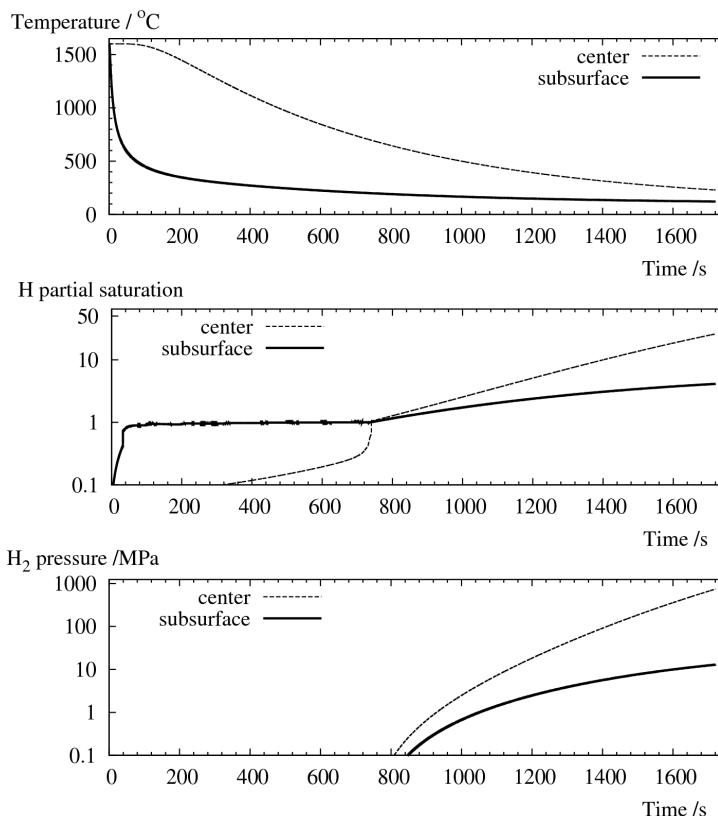 Temperature / °C
1500
1000
500
0
center
subsurface
0 200 400 600 800 1000 1200 1400 1600
Time /s
H partial saturation
50
10
1
0.1
center
subsurface
0 200 400 600 800 1000 1200 1400 1600
Time /s
H2 pressure /MPa
1000
100
10
1
0.1
center
subsurface
0 200 400 600 800 1000 1200 1400 1600
Time /s